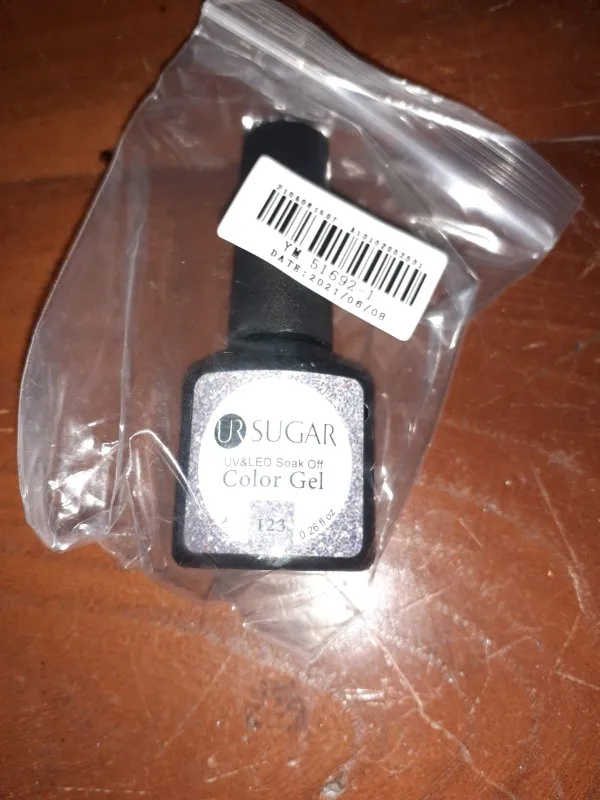 YM 51692-1
DATE:2021/06/08
UR SUGAR
UV&LED Soak Off
Color Gel
123
0.26 fl.oz